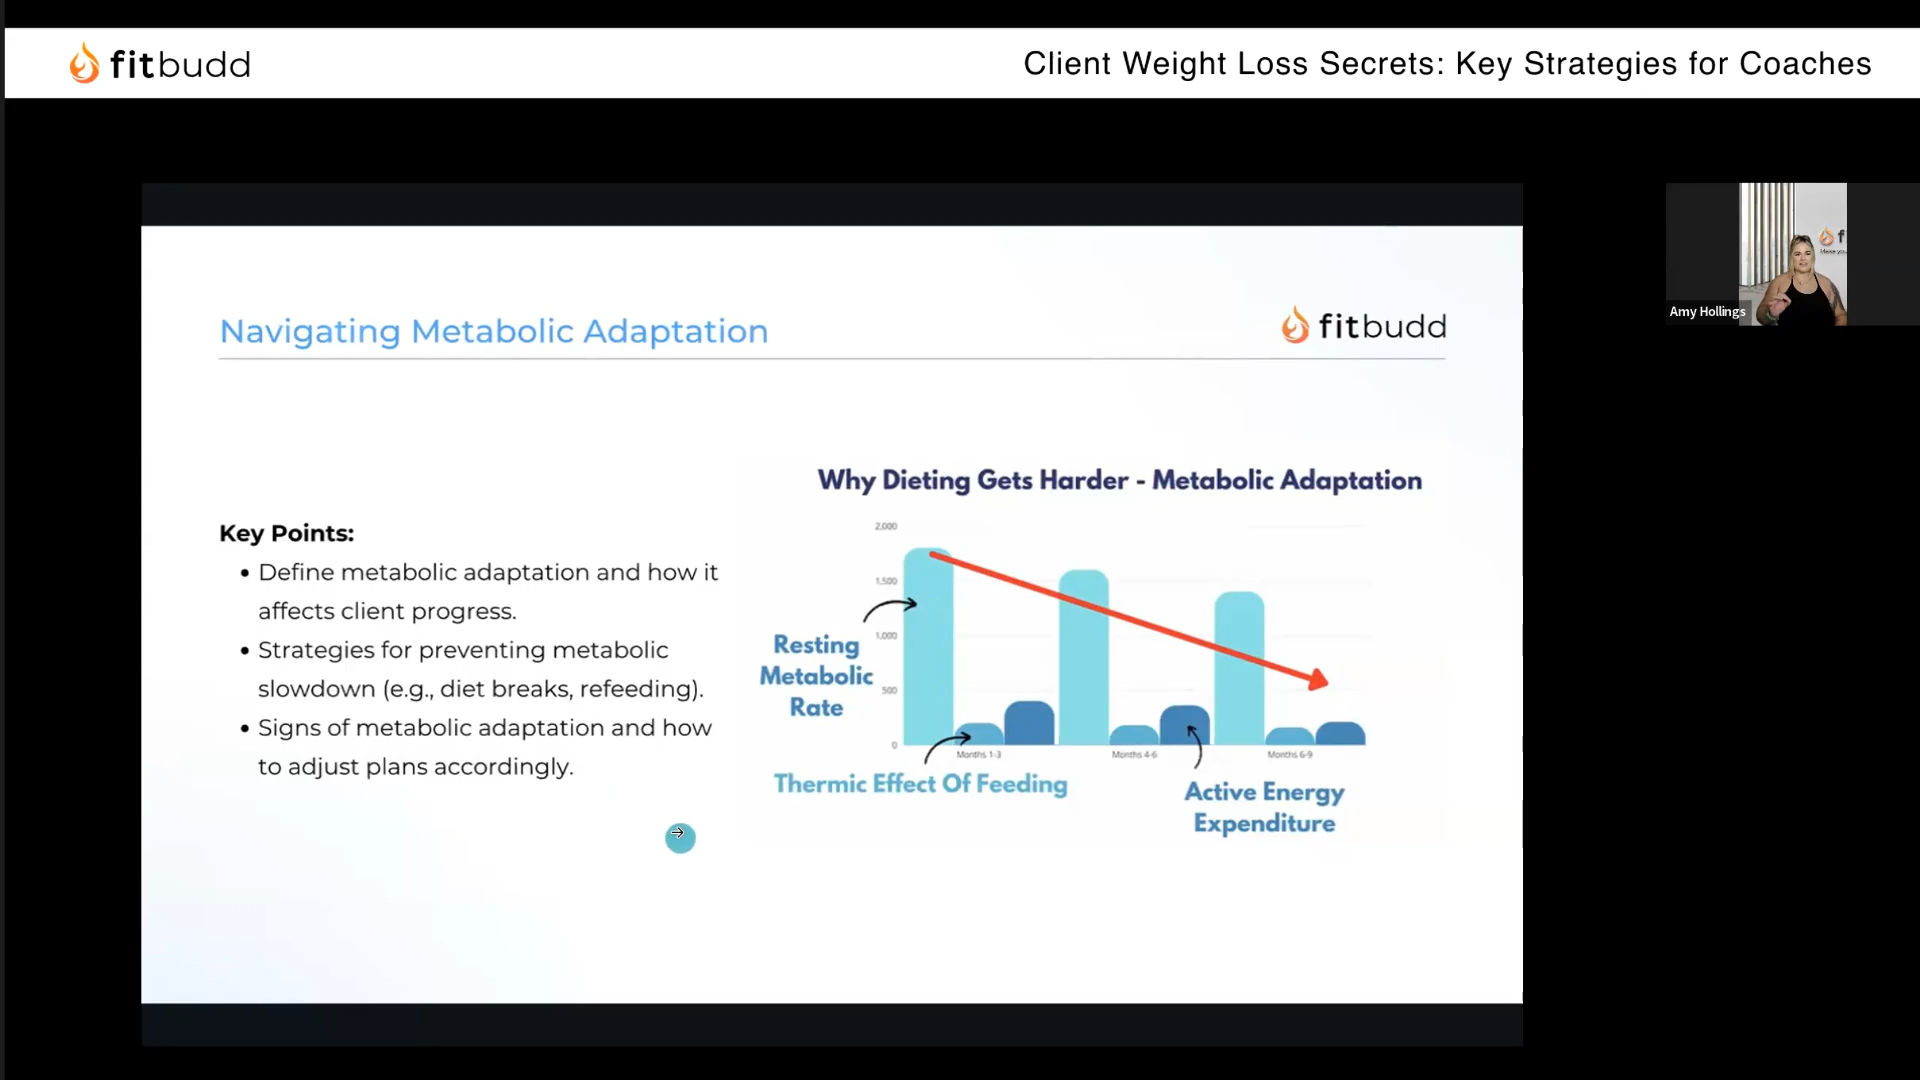 fitbudd
Client Weight Loss Secrets: Key Strategies for Coaches
Amy Hollings
Navigating Metabolic Adaptation
fitbudd
Key Points:
• Define metabolic adaptation and how it
affects client progress.
• Strategies for preventing metabolic
slowdown (e.g., diet breaks, refeeding).
• Signs of metabolic adaptation and how
to adjust plans accordingly.
Why Dieting Gets Harder - Metabolic Adaptation
2,000
1,500
1,000
500
0
Resting
Metabolic
Rate
Months 1-3
Months 4-6
Months 6-9
Thermic Effect Of Feeding
Active Energy
Expenditure